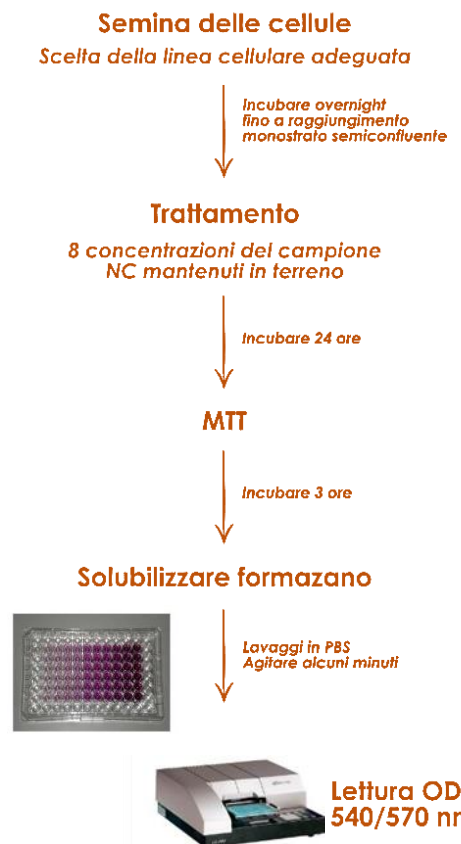 Semina delle cellule
Scelta della linea cellulare adeguata
Incubare overnight
fino a raggiungimento
monostrato semiconfluente
Trattamento
8 concentrazioni del campione
NC mantenuti in terreno
Incubare 24 ore
MTT
Incubare 3 ore
Solubilizzare formazano
Lavaggi in PBS
Agitare alcuni minuti
Lettura OD
540/570 nr